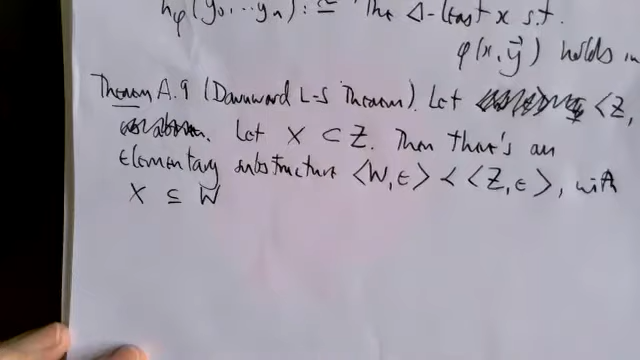 h_φ(y_0,...y_n) :≃ The Δ-least x s.t.
φ(x,y⃗) holds in
Theorem A.9 (Downward L-S Theorem). Let <Z,
Let X ⊂ Z. Then there's an
Elementary substructure <W,∈> ≺ <Z,∈>, with
X ⊆ W